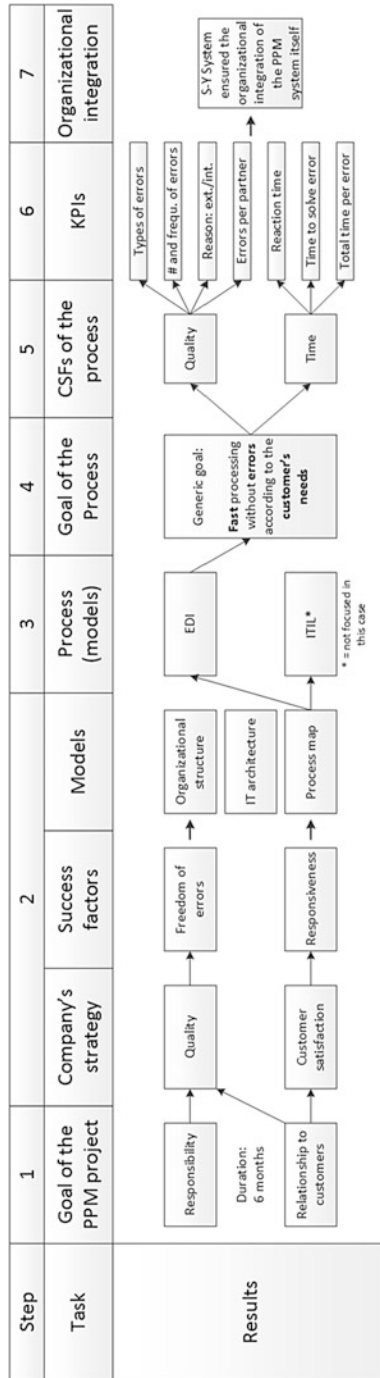 Step
1
2
3
4
5
6
7
Task
Goal of the
PPM project
Company's
strategy
Success
factors
Models
Process
(models)
Goal of the
Process
CSFs of the
process
KPIs
Organizational
integration
Results
Responsibility
Duration:
6 months
Relationship to
customers
Quality
Customer
satisfaction
Freedom of
errors
Responsiveness
Organizational
structure
IT architecture
Process map
EDI
ITIL*
* = not focused in
this case
Generic goal:
Fast processing
without errors
according to the
customer's
needs
Quality
Time
Types of errors
# and frequ. of errors
Reason: ext./int.
Errors per partner
Reaction time
Time to solve error
Total time per error
S-Y System
ensured the
organizational
integration of
the PPM
system itself